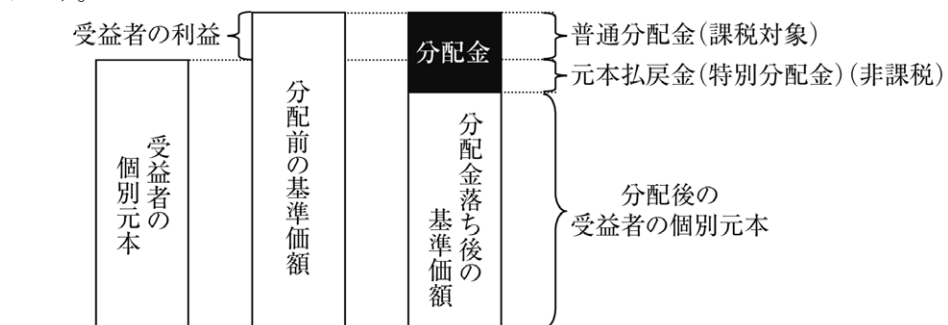 受益者の利益
分配金
普通分配金(課税対象)
元本払戻金(特別分配金)(非課税)
受益者の
個別元本
分配前の基準価額
分配金落ち後の
基準価額
分配後の
受益者の個別元本